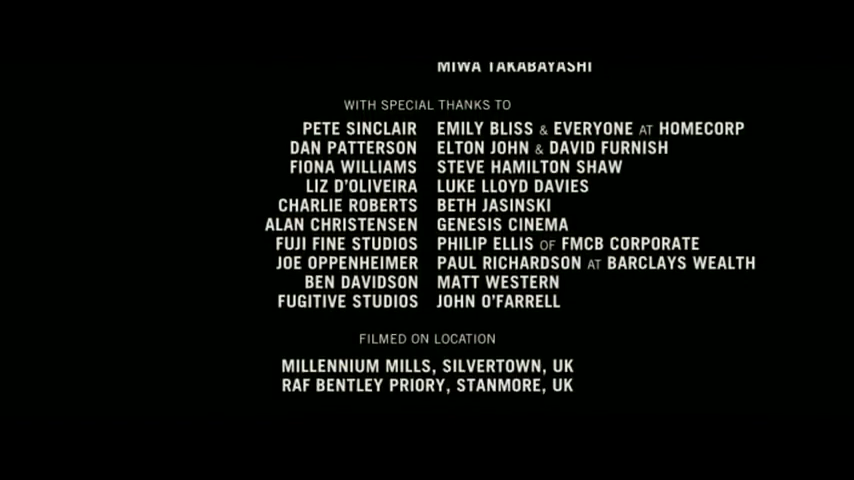 MIWA TAKABAYASHI
WITH SPECIAL THANKS TO
PETE SINCLAIR EMILY BLISS & EVERYONE AT HOMECORP
DAN PATTERSON ELTON JOHN & DAVID FURNISH
FIONA WILLIAMS STEVE HAMILTON SHAW
LIZ D'OLIVEIRA LUKE LLOYD DAVIES
CHARLIE ROBERTS BETH JASINSKI
ALAN CHRISTENSEN GENESIS CINEMA
FUJI FINE STUDIOS PHILIP ELLIS OF FMCB CORPORATE
JOE OPPENHEIMER PAUL RICHARDSON AT BARCLAYS WEALTH
BEN DAVIDSON MATT WESTERN
FUGITIVE STUDIOS JOHN O'FARRELL
FILMED ON LOCATION
MILLENNIUM MILLS, SILVERTOWN, UK
RAF BENTLEY PRIORY, STANMORE, UK